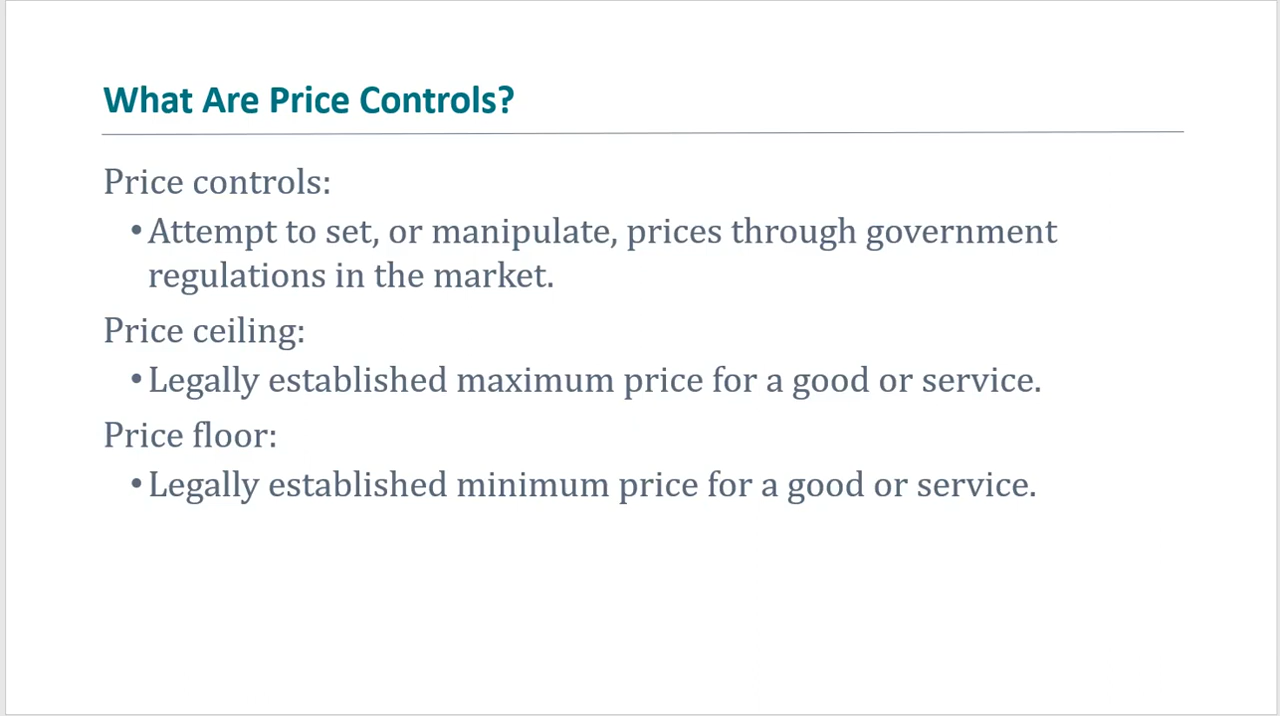 What Are Price Controls?
Price controls:
•Attempt to set, or manipulate, prices through government
regulations in the market.
Price ceiling:
•Legally established maximum price for a good or service.
Price floor:
•Legally established minimum price for a good or service.